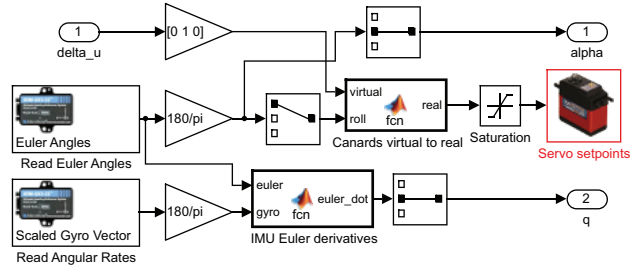 1
delta_u
[0 1 0]
1
alpha
Euler Angles
Read Euler Angles
180/pi
virtual
roll
real
fcn
Canards virtual to real
Saturation
Servo setpoints
Scaled Gyro Vector
Read Angular Rates
180/pi
euler
gyro
euler_dot
fcn
IMU Euler derivatives
2
q